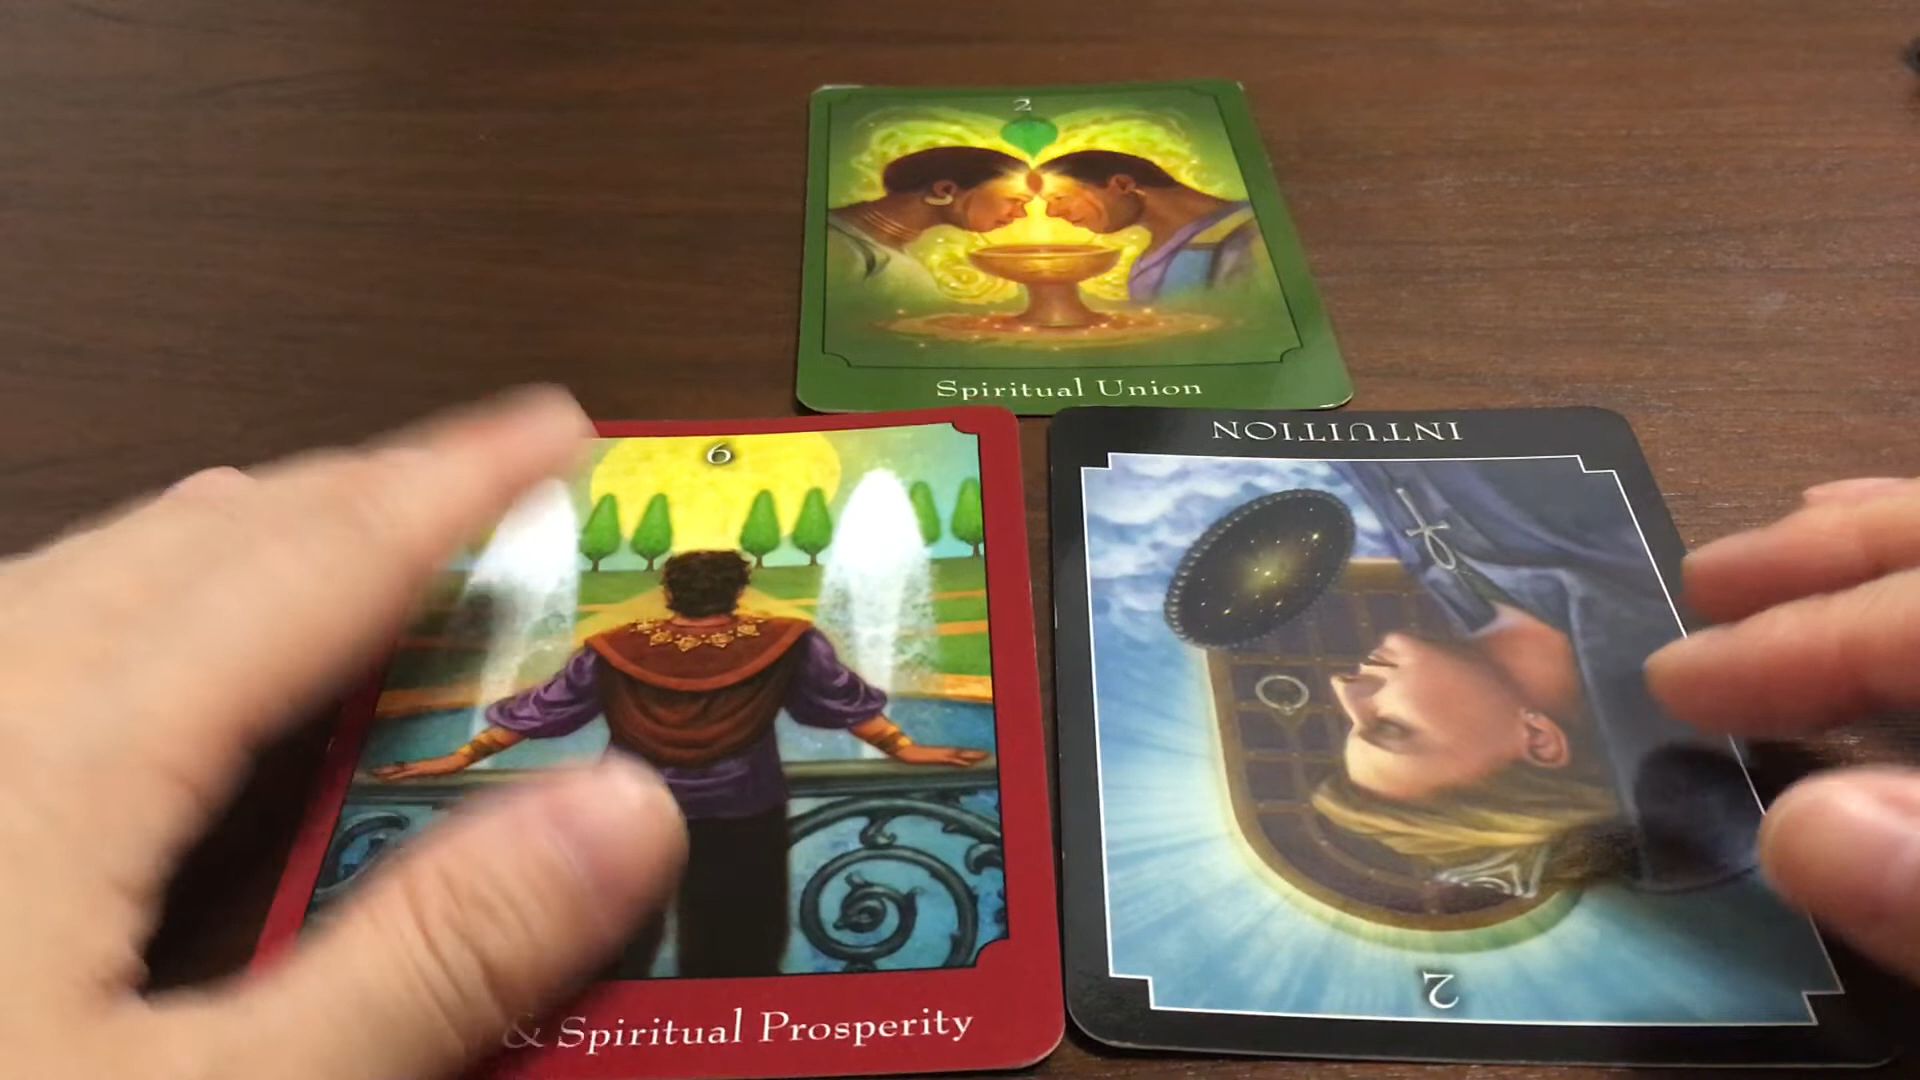 2
Spiritual Union
6
& Spiritual Prosperity
INTUITION
2